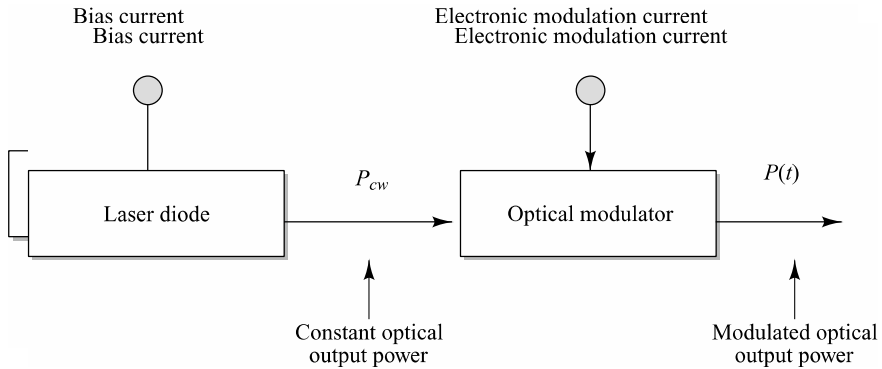 Bias current
Bias current
Electronic modulation current
Electronic modulation current
P(t)
Pcw
Laser diode
Optical modulator
Constant optical
output power
Modulated optical
output power